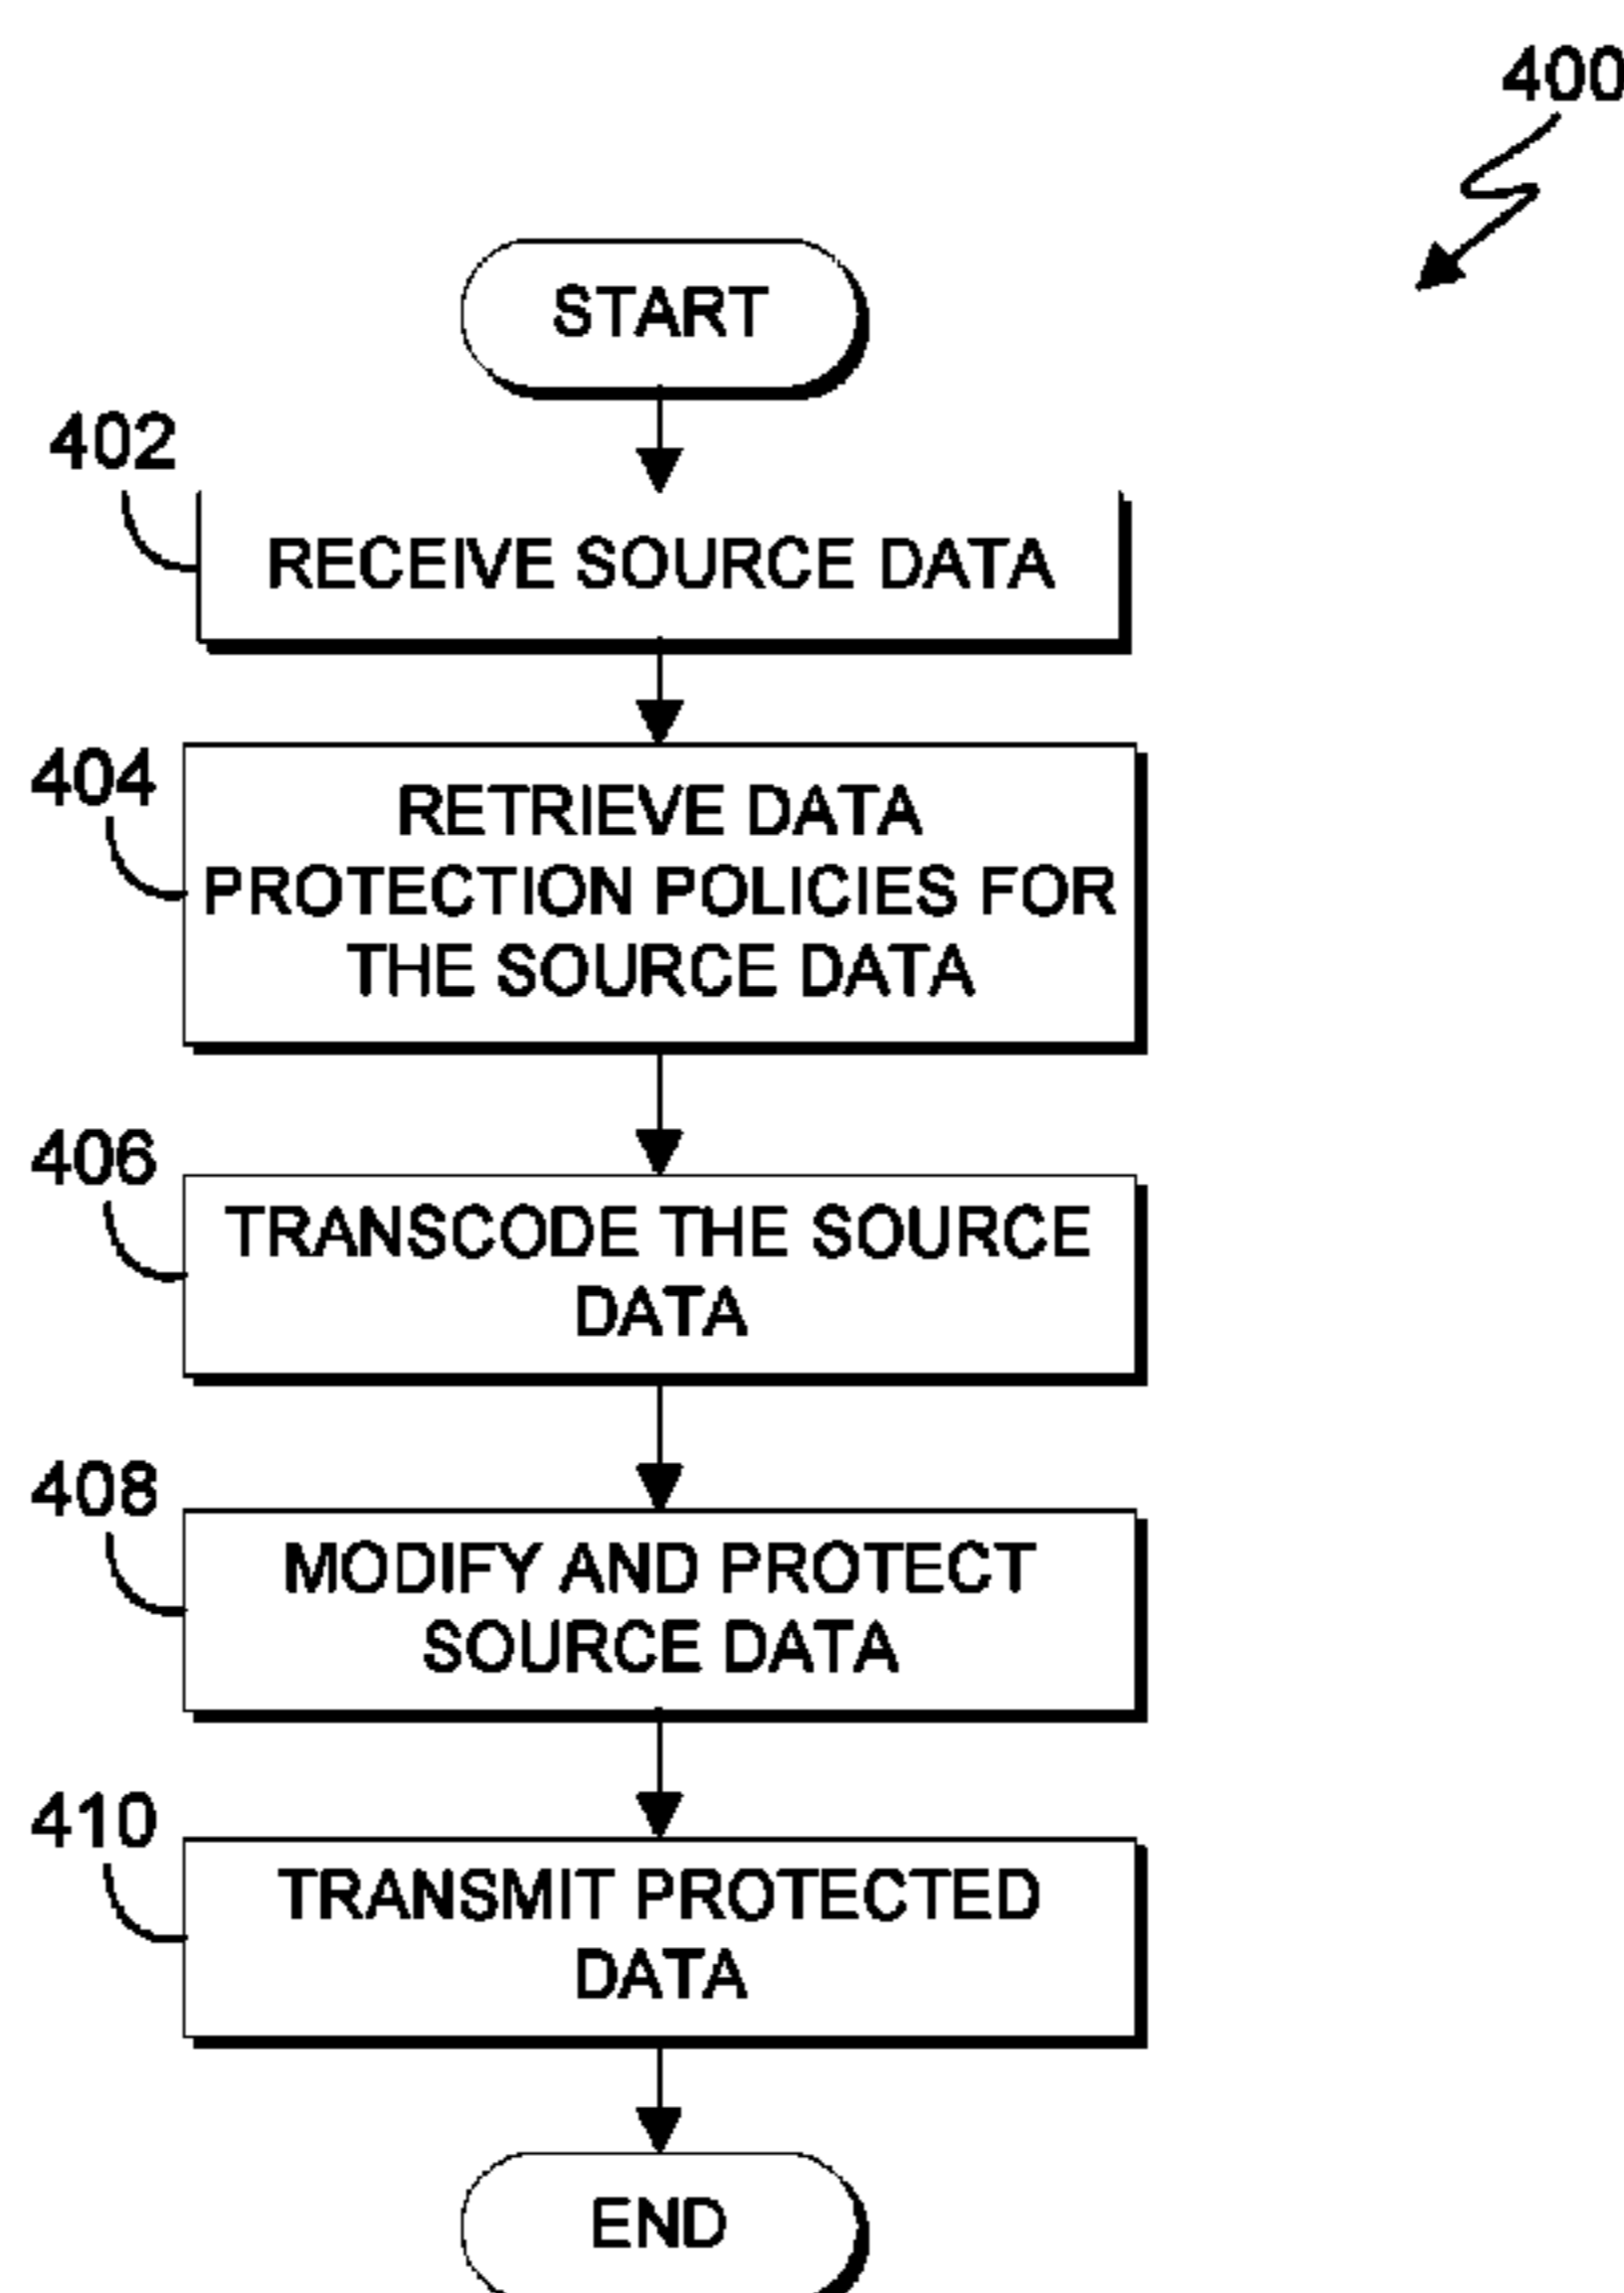 400
START
402
RECEIVE SOURCE DATA
404
RETRIEVE DATA
PROTECTION POLICIES FOR
THE SOURCE DATA
406
TRANSCODE THE SOURCE
DATA
408
MODIFY AND PROTECT
SOURCE DATA
410
TRANSMIT PROTECTED
DATA
END